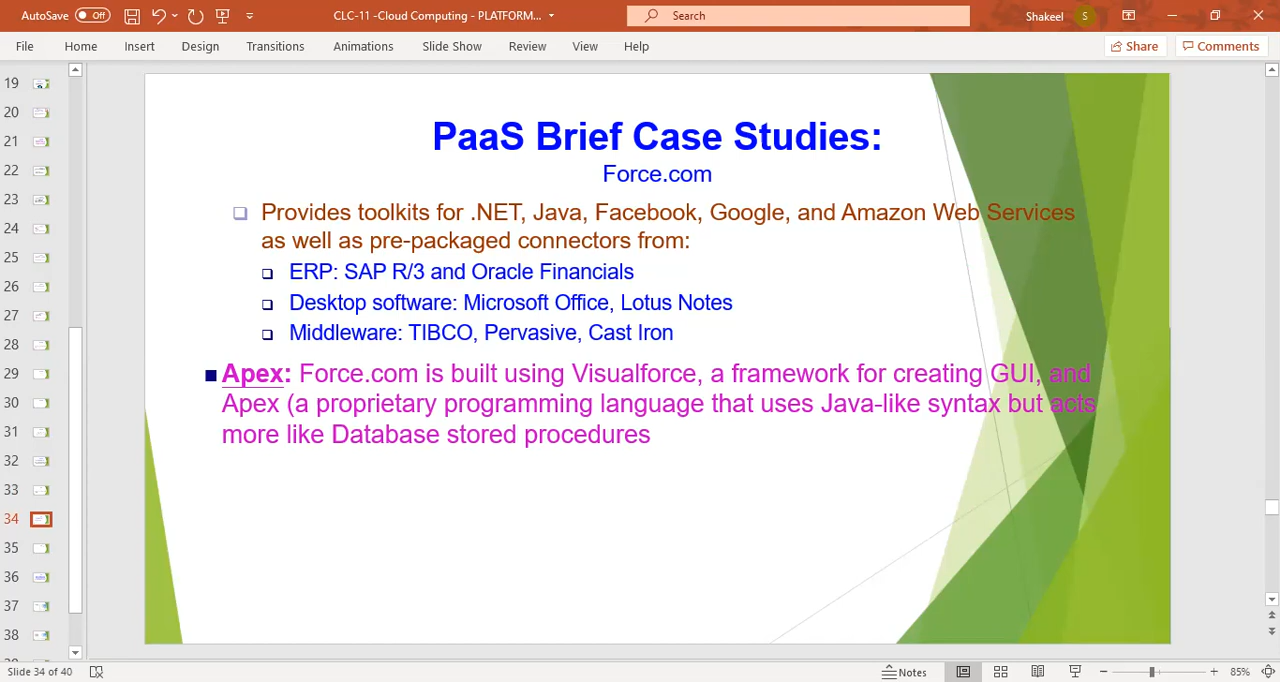 AutoSave Off CLC-11 -Cloud Computing - PLATFORM... Search Shakeel S
File Home Insert Design Transitions Animations Slide Show Review View Help Share Comments
19
20
21
22
23
24
25
26
27
28
29
30
31
32
33
34
35
36
37
38
PaaS Brief Case Studies:
Force.com
Provides toolkits for .NET, Java, Facebook, Google, and Amazon Web Services
as well as pre-packaged connectors from:
ERP: SAP R/3 and Oracle Financials
Desktop software: Microsoft Office, Lotus Notes
Middleware: TIBCO, Pervasive, Cast Iron
Apex: Force.com is built using Visualforce, a framework for creating GUI, and
Apex (a proprietary programming language that uses Java-like syntax but acts
more like Database stored procedures
Slide 34 of 40 Notes 85%